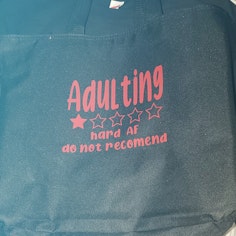 Adulting
hard AF
do not recomend